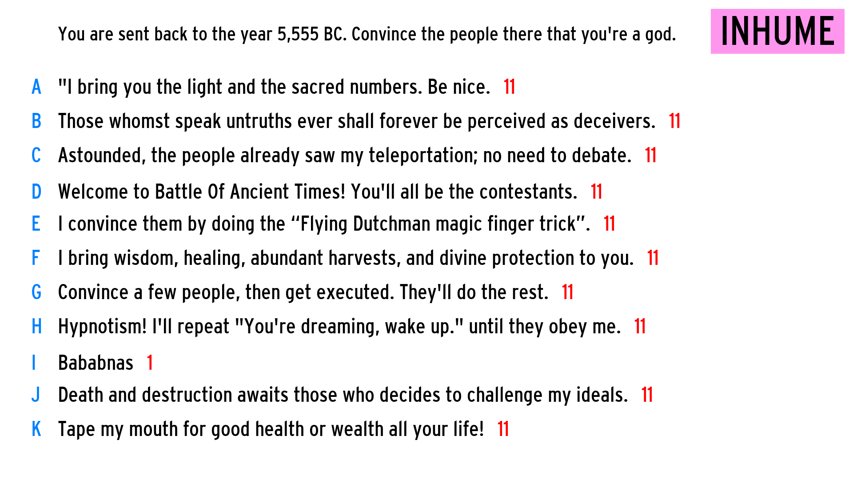 You are sent back to the year 5,555 BC. Convince the people there that you're a god.
INHUME
A "I bring you the light and the sacred numbers. Be nice. 11
B Those whomst speak untruths ever shall forever be perceived as deceivers. 11
C Astounded, the people already saw my teleportation; no need to debate. 11
D Welcome to Battle Of Ancient Times! You'll all be the contestants. 11
E I convince them by doing the “Flying Dutchman magic finger trick”. 11
F I bring wisdom, healing, abundant harvests, and divine protection to you. 11
G Convince a few people, then get executed. They'll do the rest. 11
H Hypnotism! I'll repeat "You're dreaming, wake up." until they obey me. 11
I Bababnas 1
J Death and destruction awaits those who decides to challenge my ideals. 11
K Tape my mouth for good health or wealth all your life! 11